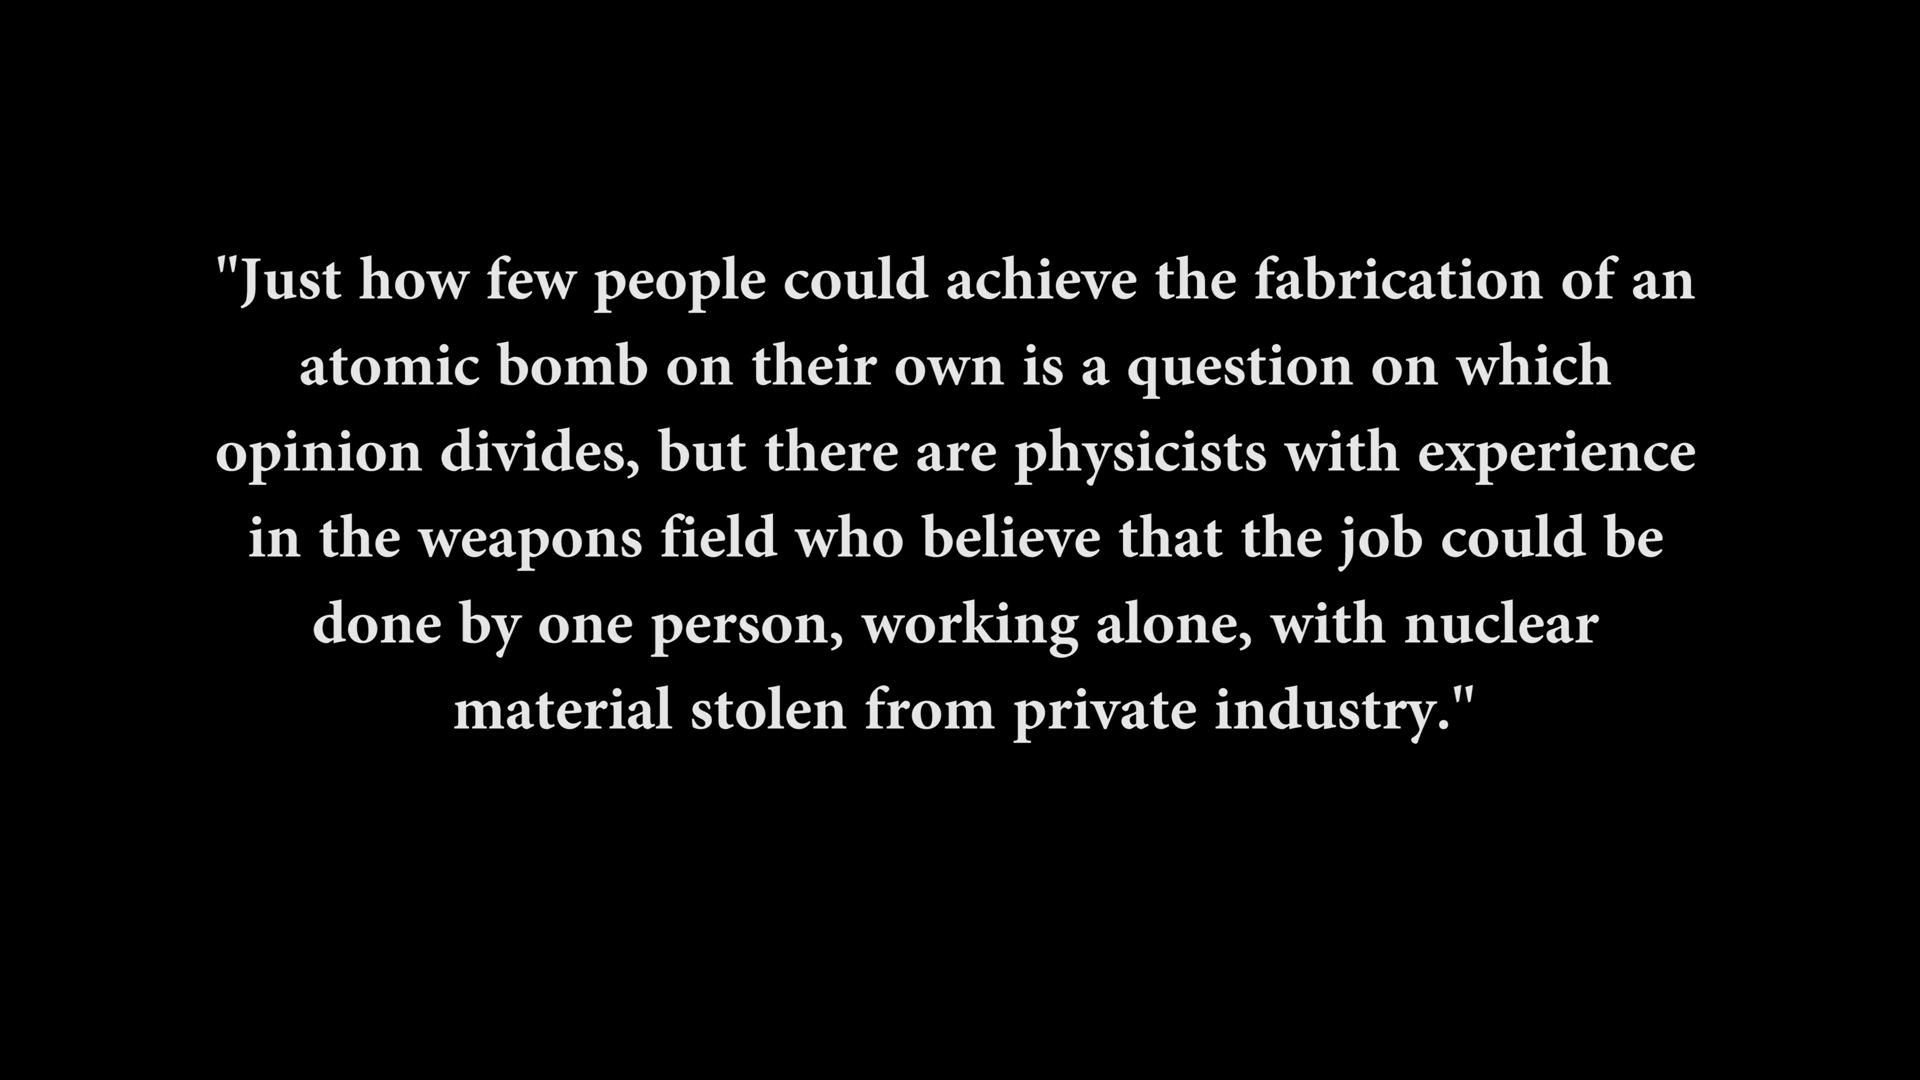 "Just how few people could achieve the fabrication of an
atomic bomb on their own is a question on which
opinion divides, but there are physicists with experience
in the weapons field who believe that the job could be
done by one person, working alone, with nuclear
material stolen from private industry."